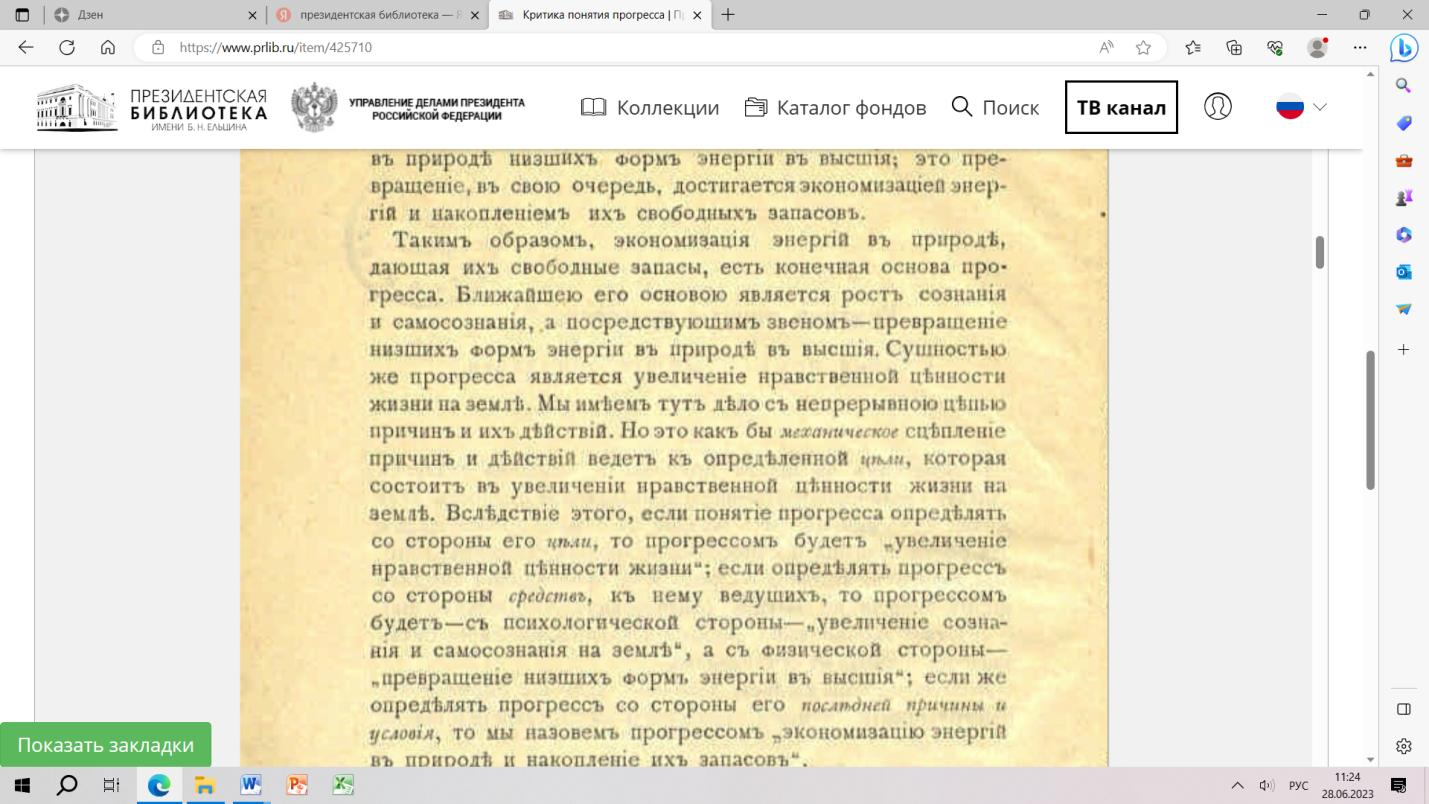 Дзен
президентская библиотека — Я
Критика понятия прогресса | П
https://www.prlib.ru/item/425710
ПРЕЗИДЕНТСКАЯ
БИБЛИОТЕКА
ИМЕНИ Б. Н. ЕЛЬЦИНА
УПРАВЛЕНИЕ ДЕЛАМИ ПРЕЗИДЕНТА
РОССИЙСКОЙ ФЕДЕРАЦИИ
Коллекции
Каталог фондов
Поиск
ТВ канал
въ природѣ низшихъ формъ энергіи въ высшія; это пре-
вращеніе, въ свою очередь, достигается экономизаціей энер-
гій и накопленіемъ ихъ свободныхъ запасовъ.
Такимъ образомъ, экономизація энергій въ природѣ,
дающая ихъ свободные запасы, есть конечная основа про-
гресса. Ближайшею его основою является ростъ сознанія
и самосознанія, а посредствующимъ звеномъ—превращеніе
низшихъ формъ энергіи въ природѣ въ высшія. Сущностью
же прогресса является увеличеніе нравственной цѣнности
жизни на землѣ. Мы имѣемъ тутъ дѣло съ непрерывною цѣпью
причинъ и ихъ дѣйствій. Но это какъ бы механическое сцѣпленіе
причинъ и дѣйствій ведетъ къ опредѣленной цѣли, которая
состоитъ въ увеличеніи нравственной цѣнности жизни на
землѣ. Вслѣдствіе этого, если понятіе прогресса опредѣлять
со стороны его цѣли, то прогрессомъ будетъ „увеличеніе
нравственной цѣнности жизни“; если опредѣлять прогрессъ
со стороны средствъ, къ нему ведущихъ, то прогрессомъ
будетъ—съ психологической стороны—„увеличеніе созна-
нія и самосознанія на землѣ“, а съ физической стороны—
„превращеніе низшихъ формъ энергіи въ высшія“; если же
опредѣлять прогрессъ со стороны его послѣдней причины и
условія, то мы назовемъ прогрессомъ „экономизацію энергій
въ природѣ и накопленіе ихъ запасовъ“.
Показать закладки
РУС
11:24
28.06.2023